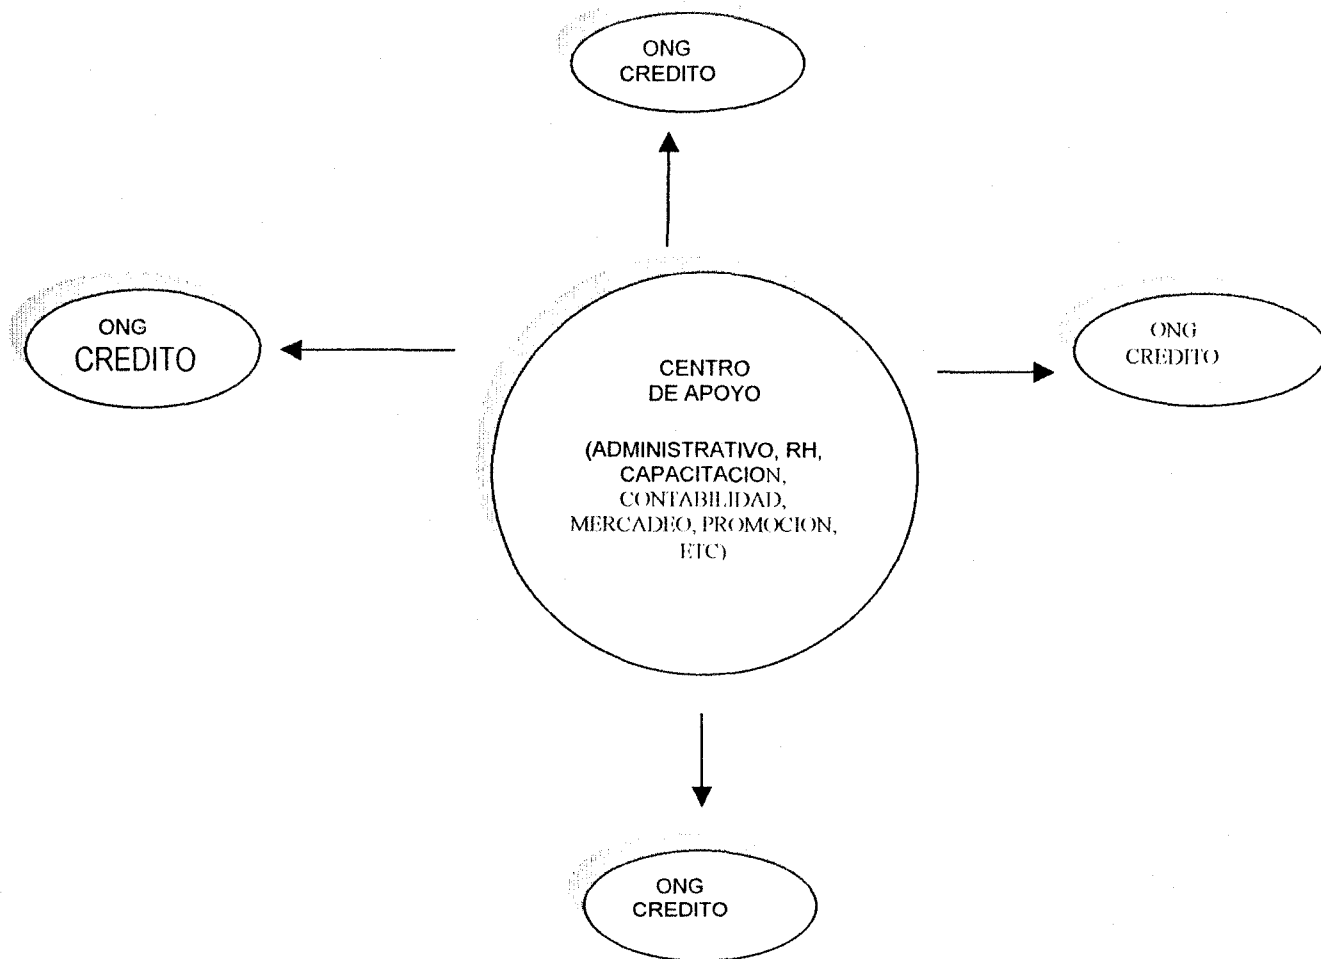 ONG
CREDITO
ONG
CREDITO
ONG
CREDITO
CENTRO
DE APOYO
(ADMINISTRATIVO, RH,
CAPACITACION,
CONTABILIDAD,
MERCADEO, PROMOCION,
ETC)
ONG
CREDITO